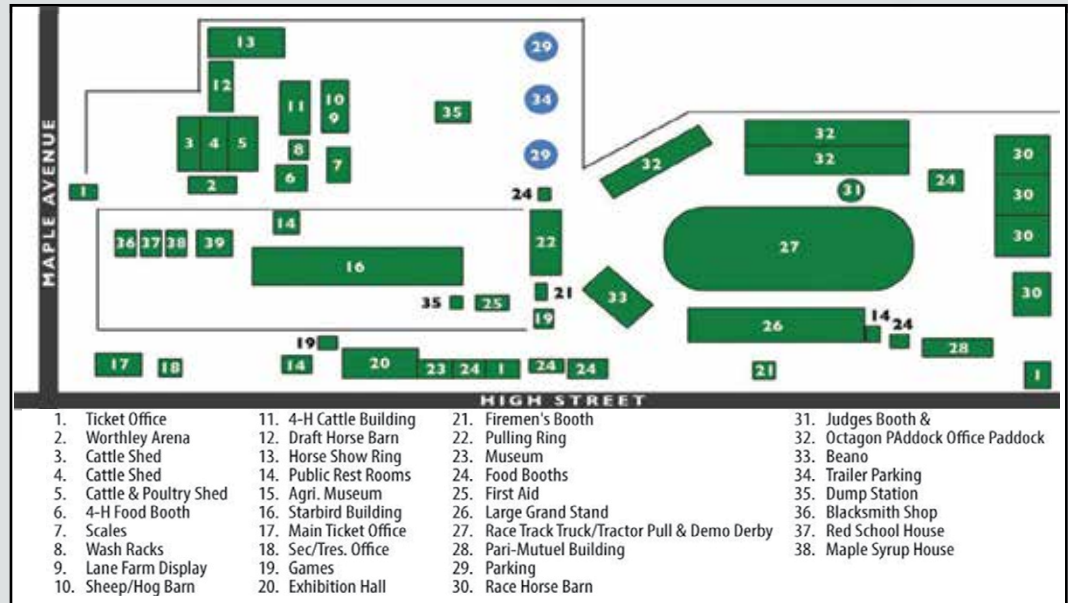 13
29
12
11
10
9
35
34
32
32
32
30
3
4
5
8
7
29
6
2
1
24
31
24
30
14
22
27
30
36
37
38
39
16
21
33
30
35
25
19
26
14
24
19
28
17
18
14
20
23
24
1
24
24
21
1
MAPLE AVENUE
HIGH STREET
1. Ticket Office
2. Worthley Arena
3. Cattle Shed
4. Cattle Shed
5. Cattle & Poultry Shed
6. 4-H Food Booth
7. Scales
8. Wash Racks
9. Lane Farm Display
10. Sheep/Hog Barn
11. 4-H Cattle Building
12. Draft Horse Barn
13. Horse Show Ring
14. Public Rest Rooms
15. Agri. Museum
16. Starbird Building
17. Main Ticket Office
18. Sec/Tres. Office
19. Games
20. Exhibition Hall
21. Firemen's Booth
22. Pulling Ring
23. Museum
24. Food Booths
25. First Aid
26. Large Grand Stand
27. Race Track Truck/Tractor Pull & Demo Derby
28. Pari-Mutuel Building
29. Parking
30. Race Horse Barn
31. Judges Booth &
32. Octagon PAddock Office Paddock
33. Beano
34. Trailer Parking
35. Dump Station
36. Blacksmith Shop
37. Red School House
38. Maple Syrup House